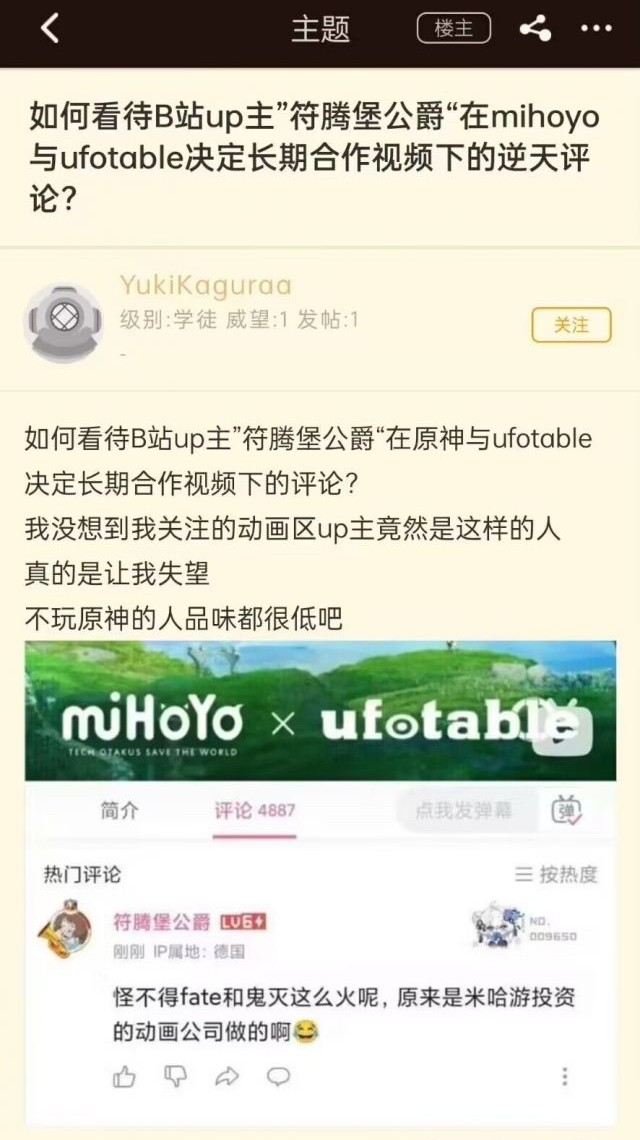 主题
楼主
如何看待B站up主”符腾堡公爵“在mihoyo
与ufotable决定长期合作视频下的逆天评
论？
YukiKaguraa
级别:学徒 威望:1 发帖:1
-
关注
如何看待B站up主”符腾堡公爵“在原神与ufotable
决定长期合作视频下的评论？
我没想到我关注的动画区up主竟然是这样的人
真的是让我失望
不玩原神的人品味都很低吧
miHoYo × ufotable
TECH OTAKUS SAVE THE WORLD
简介
评论 4887
点我发弹幕
弹
热门评论
按热度
符腾堡公爵 LV6
NO.
009650
刚刚 IP属地：德国
怪不得fate和鬼灭这么火呢，原来是米哈游投资
的动画公司做的啊😂